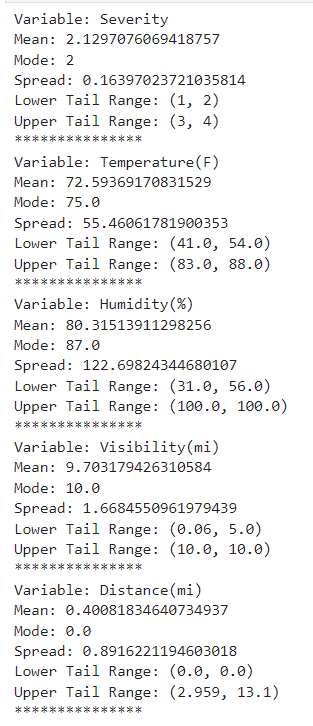 Variable: Severity
Mean: 2.1297076069418757
Mode: 2
Spread: 0.16397023721035814
Lower Tail Range: (1, 2)
Upper Tail Range: (3, 4)
***************
Variable: Temperature(F)
Mean: 72.59369170831529
Mode: 75.0
Spread: 55.46061781900353
Lower Tail Range: (41.0, 54.0)
Upper Tail Range: (83.0, 88.0)
***************
Variable: Humidity(%)
Mean: 80.31513911298256
Mode: 87.0
Spread: 122.69824344680107
Lower Tail Range: (31.0, 56.0)
Upper Tail Range: (100.0, 100.0)
***************
Variable: Visibility(mi)
Mean: 9.703179426310584
Mode: 10.0
Spread: 1.6684550961979439
Lower Tail Range: (0.06, 5.0)
Upper Tail Range: (10.0, 10.0)
***************
Variable: Distance(mi)
Mean: 0.40081834640734937
Mode: 0.0
Spread: 0.8916221194603018
Lower Tail Range: (0.0, 0.0)
Upper Tail Range: (2.959, 13.1)
***************